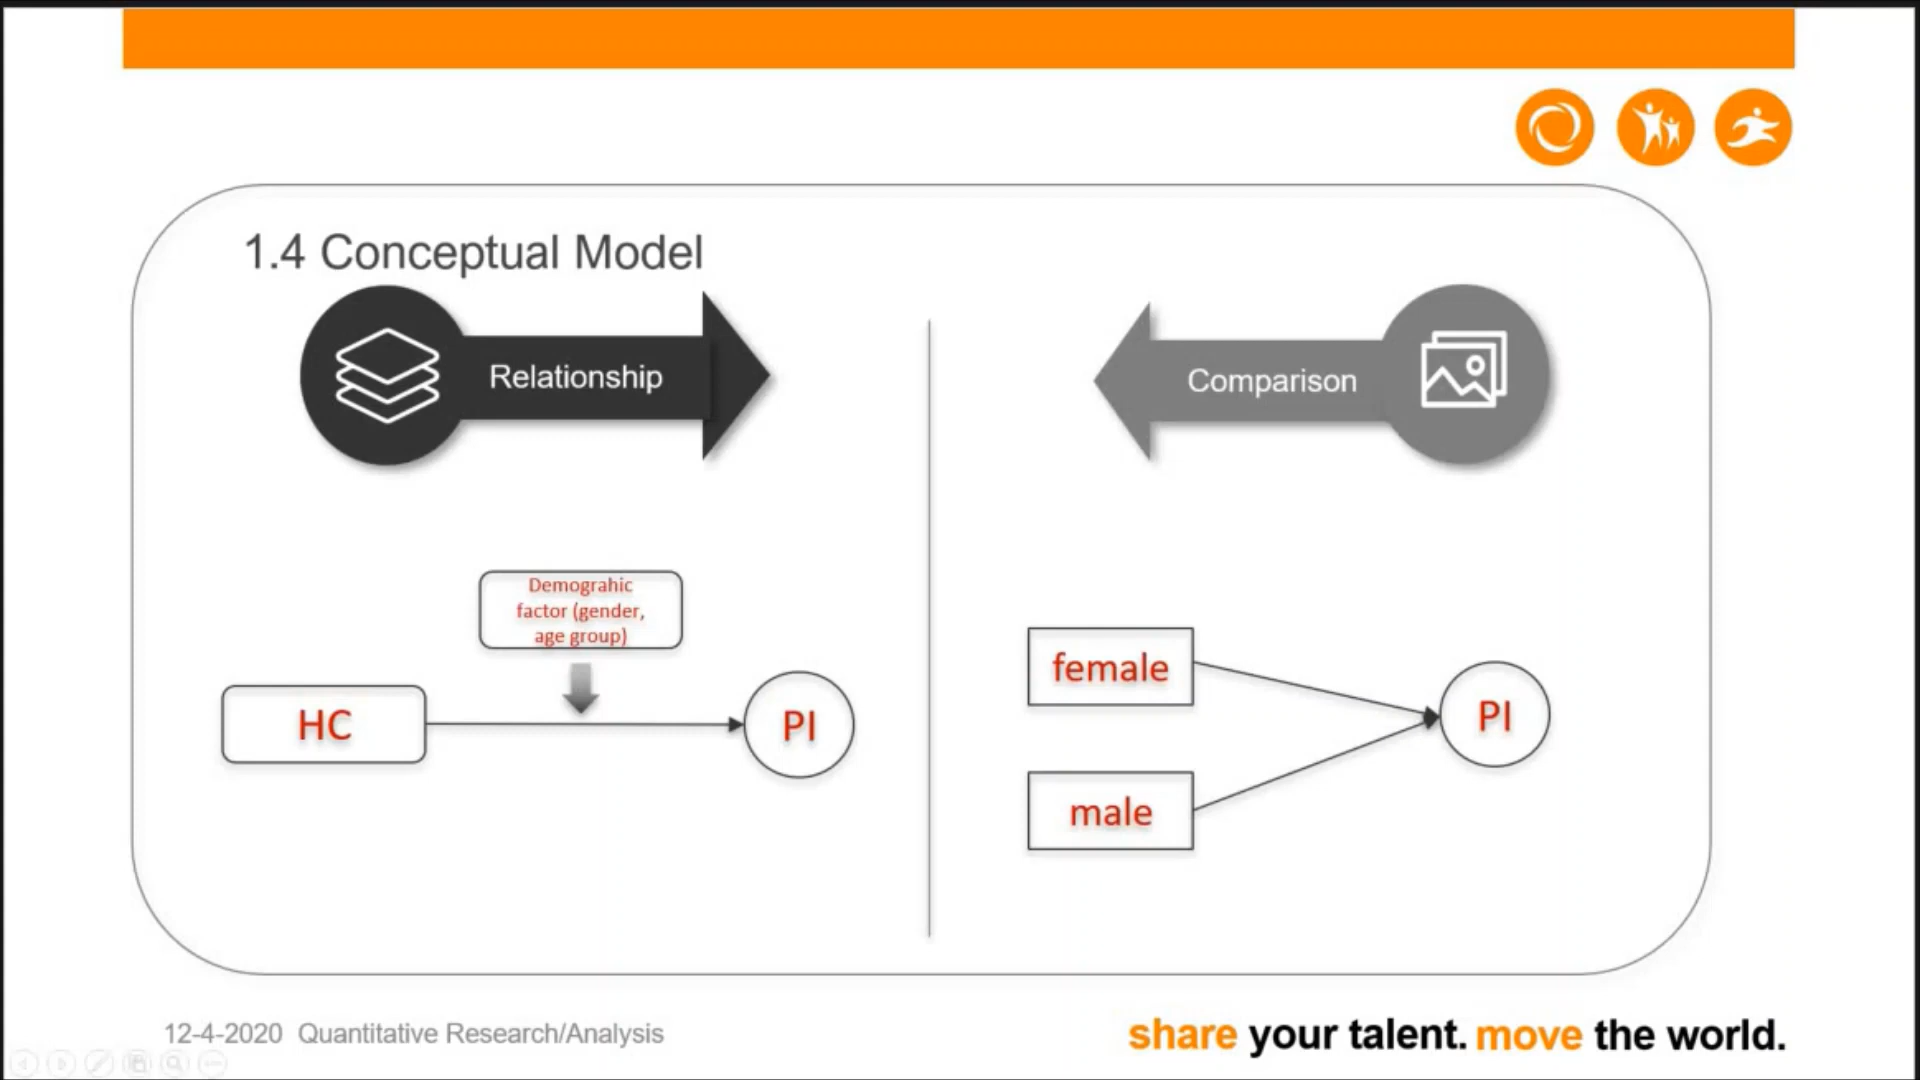 1.4 Conceptual Model
Relationship
Comparison
Demograhic
factor (gender,
age group)
HC
PI
female
male
PI
12-4-2020 Quantitative Research/Analysis
share your talent. move the world.